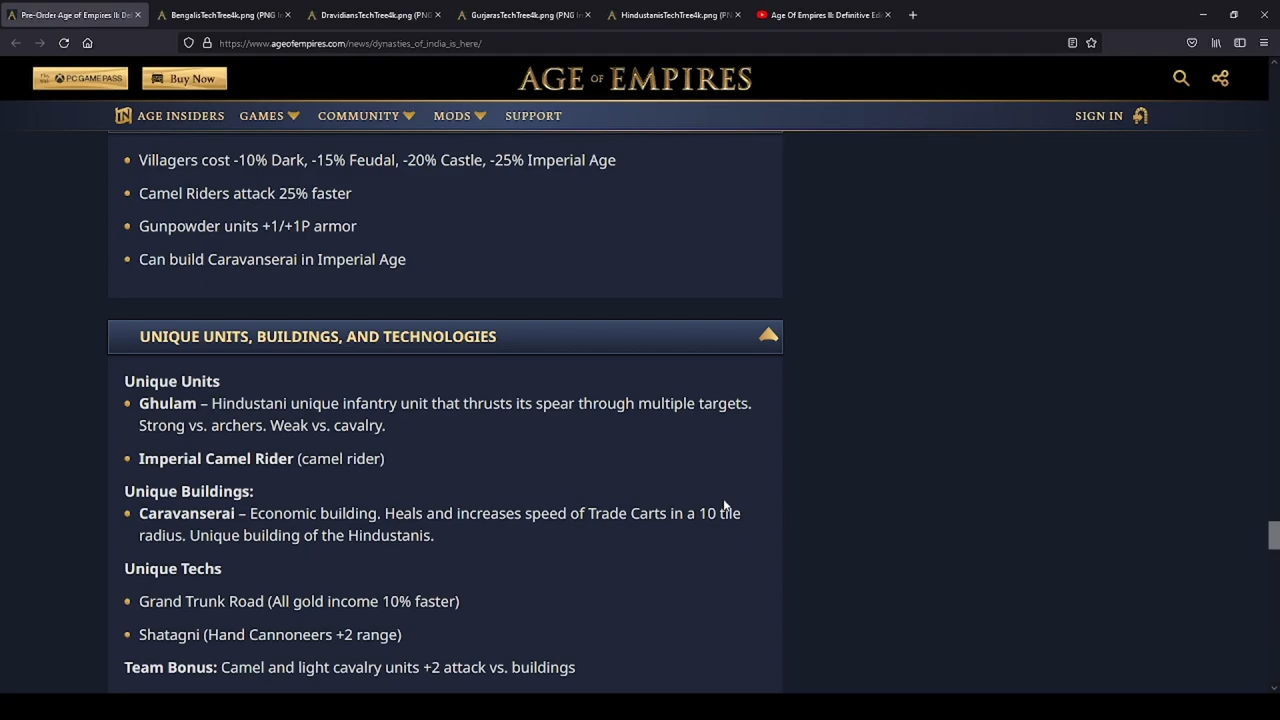 Pre-Order Age of Empires II: Def
BengalisTechTree4k.png (PNG I
DravidiansTechTree4k.png (PNG
GurjarasTechTree4k.png (PNG I
HindustanisTechTree4k.png (PN
Age Of Empires II: Definitive Edi
https://www.ageofempires.com/news/dynasties_of_india_is_here/
PC GAME PASS
Buy Now
AGE OF EMPIRES
AGE INSIDERS GAMES COMMUNITY MODS SUPPORT SIGN IN
Villagers cost -10% Dark, -15% Feudal, -20% Castle, -25% Imperial Age
Camel Riders attack 25% faster
Gunpowder units +1/+1P armor
Can build Caravanserai in Imperial Age
UNIQUE UNITS, BUILDINGS, AND TECHNOLOGIES
Unique Units
Ghulam – Hindustani unique infantry unit that thrusts its spear through multiple targets.
Strong vs. archers. Weak vs. cavalry.
Imperial Camel Rider (camel rider)
Unique Buildings:
Caravanserai – Economic building. Heals and increases speed of Trade Carts in a 10 tile
radius. Unique building of the Hindustanis.
Unique Techs
Grand Trunk Road (All gold income 10% faster)
Shatagni (Hand Cannoneers +2 range)
Team Bonus: Camel and light cavalry units +2 attack vs. buildings